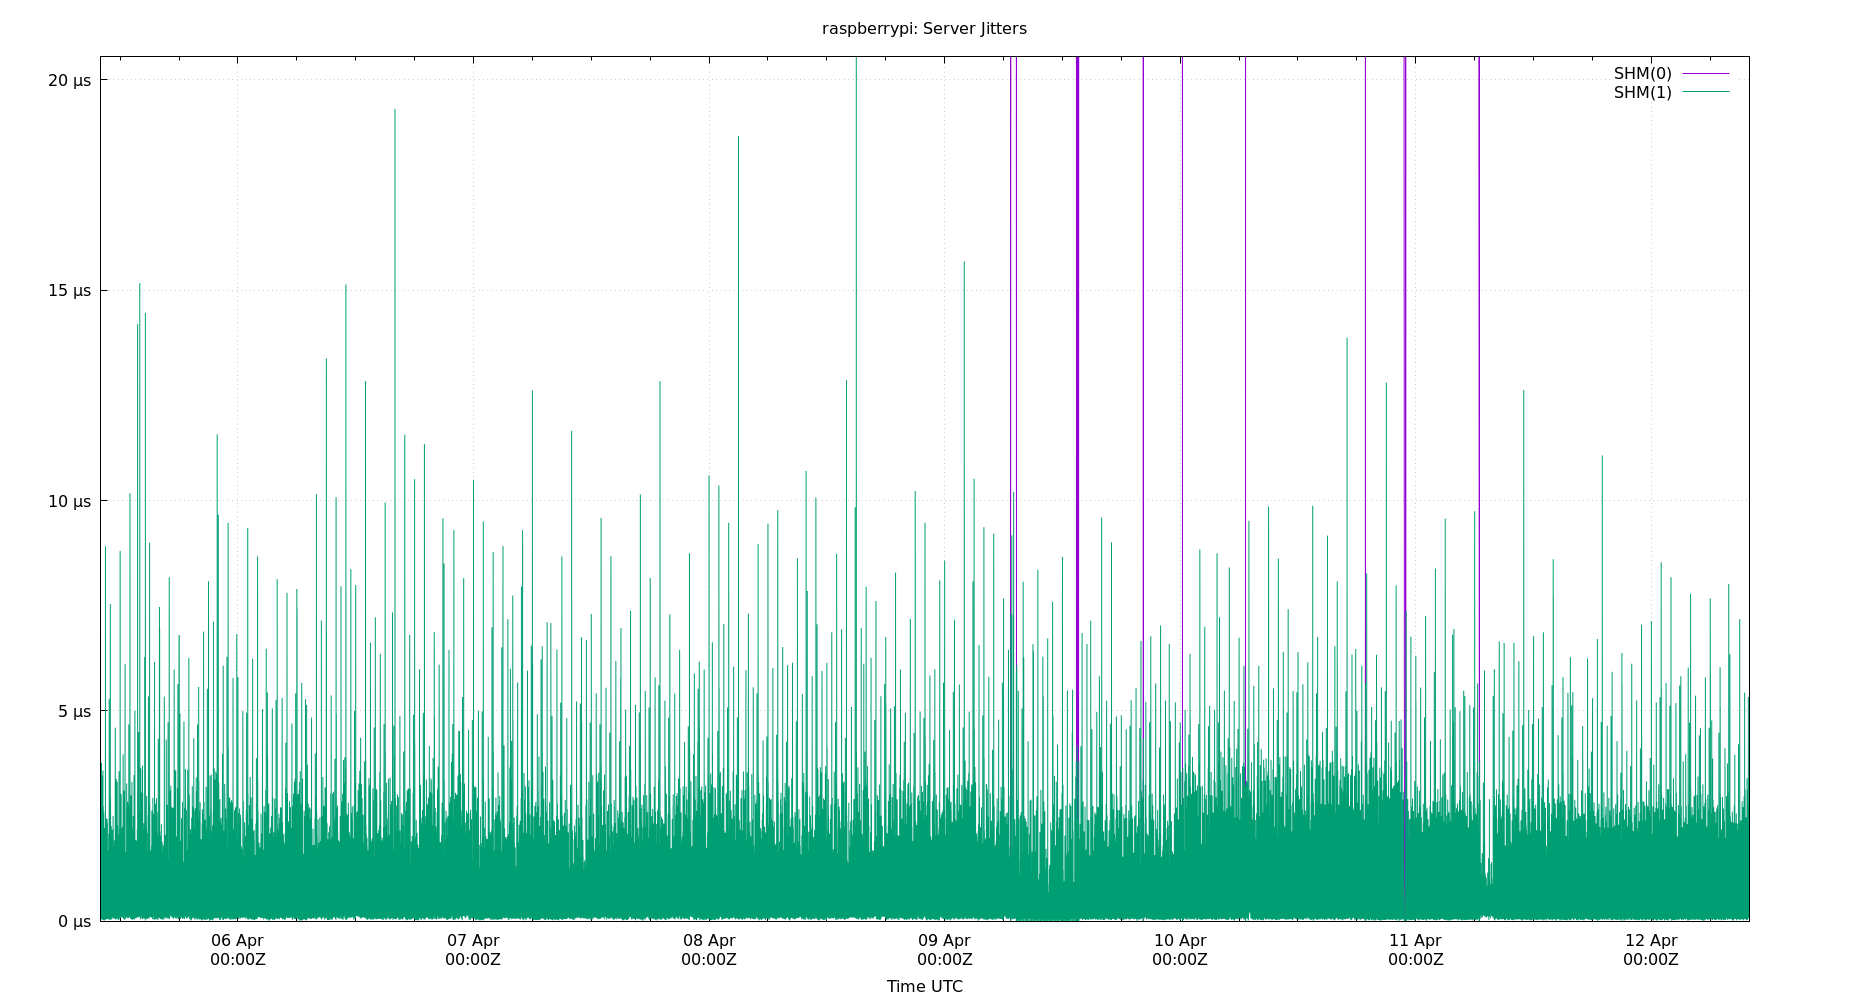 raspberrypi: Server Jitters
SHM(0)
SHM(1)
20 µs
15 µs
10 µs
5 µs
0 µs
06 Apr
00:00Z
07 Apr
00:00Z
08 Apr
00:00Z
09 Apr
00:00Z
10 Apr
00:00Z
11 Apr
00:00Z
12 Apr
00:00Z
Time UTC